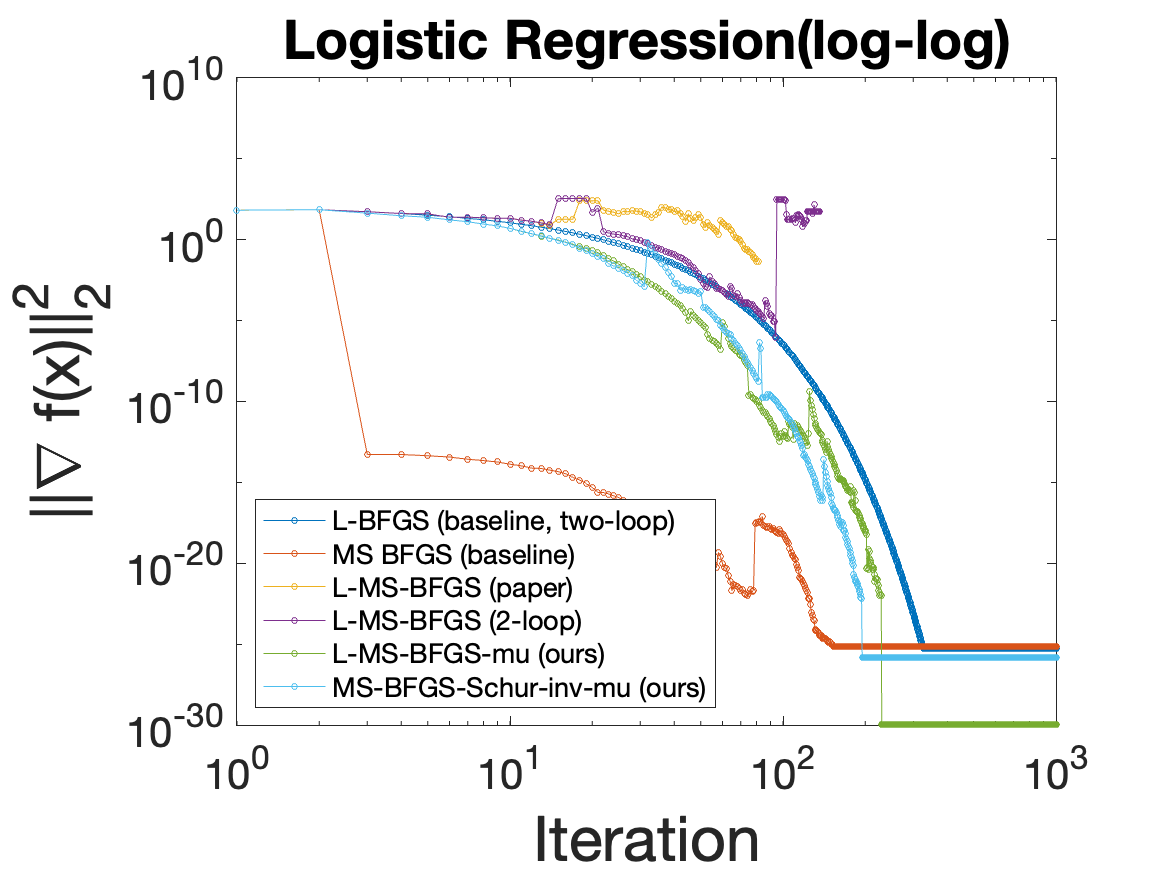 Logistic Regression(log-log)
10^10
10^0
10^-10
10^-20
10^-30
||∇ f(x)||_2^2
L-BFGS (baseline, two-loop)
MS BFGS (baseline)
L-MS-BFGS (paper)
L-MS-BFGS (2-loop)
L-MS-BFGS-mu (ours)
MS-BFGS-Schur-inv-mu (ours)
10^0 10^1 10^2 10^3
Iteration